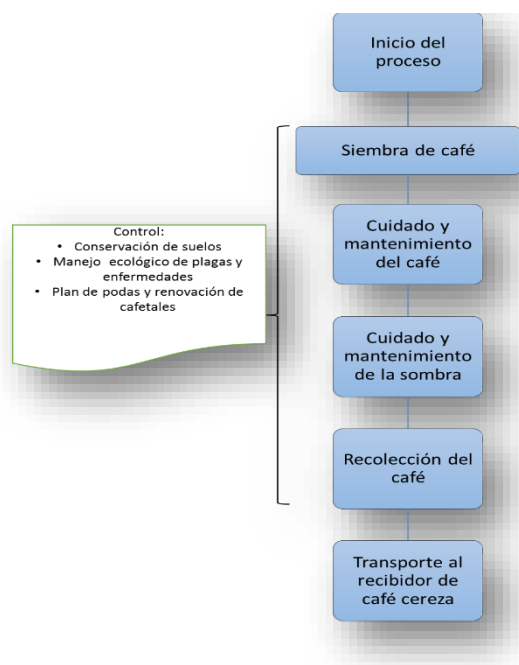 Inicio del
proceso
Siembra de café
Control:
• Conservación de suelos
• Manejo ecológico de plagas y
enfermedades
• Plan de podas y renovación de
cafetales
Cuidado y
mantenimiento
del café
Cuidado y
mantenimiento
de la sombra
Recolección del
café
Transporte al
recibidor de
café cereza